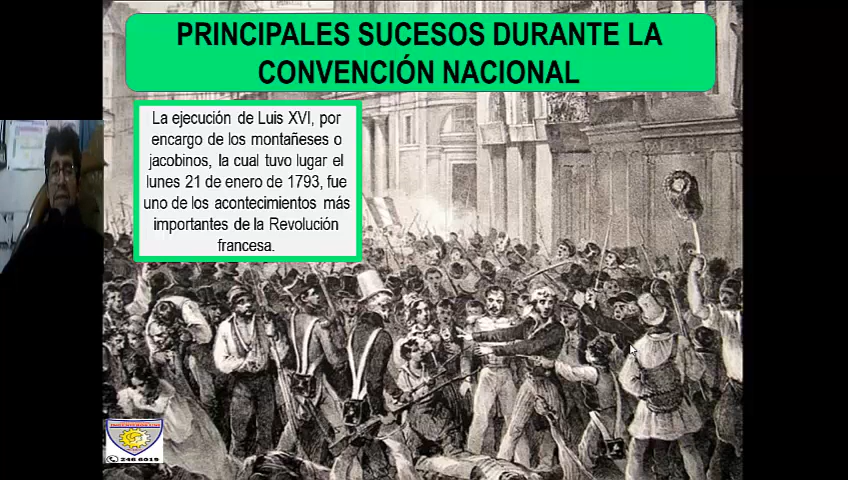 PRINCIPALES SUCESOS DURANTE LA
CONVENCIÓN NACIONAL
La ejecución de Luis XVI, por
encargo de los montañeses o
jacobinos, la cual tuvo lugar el
lunes 21 de enero de 1793, fue
uno de los acontecimientos más
importantes de la Revolución
francesa.
246 6019